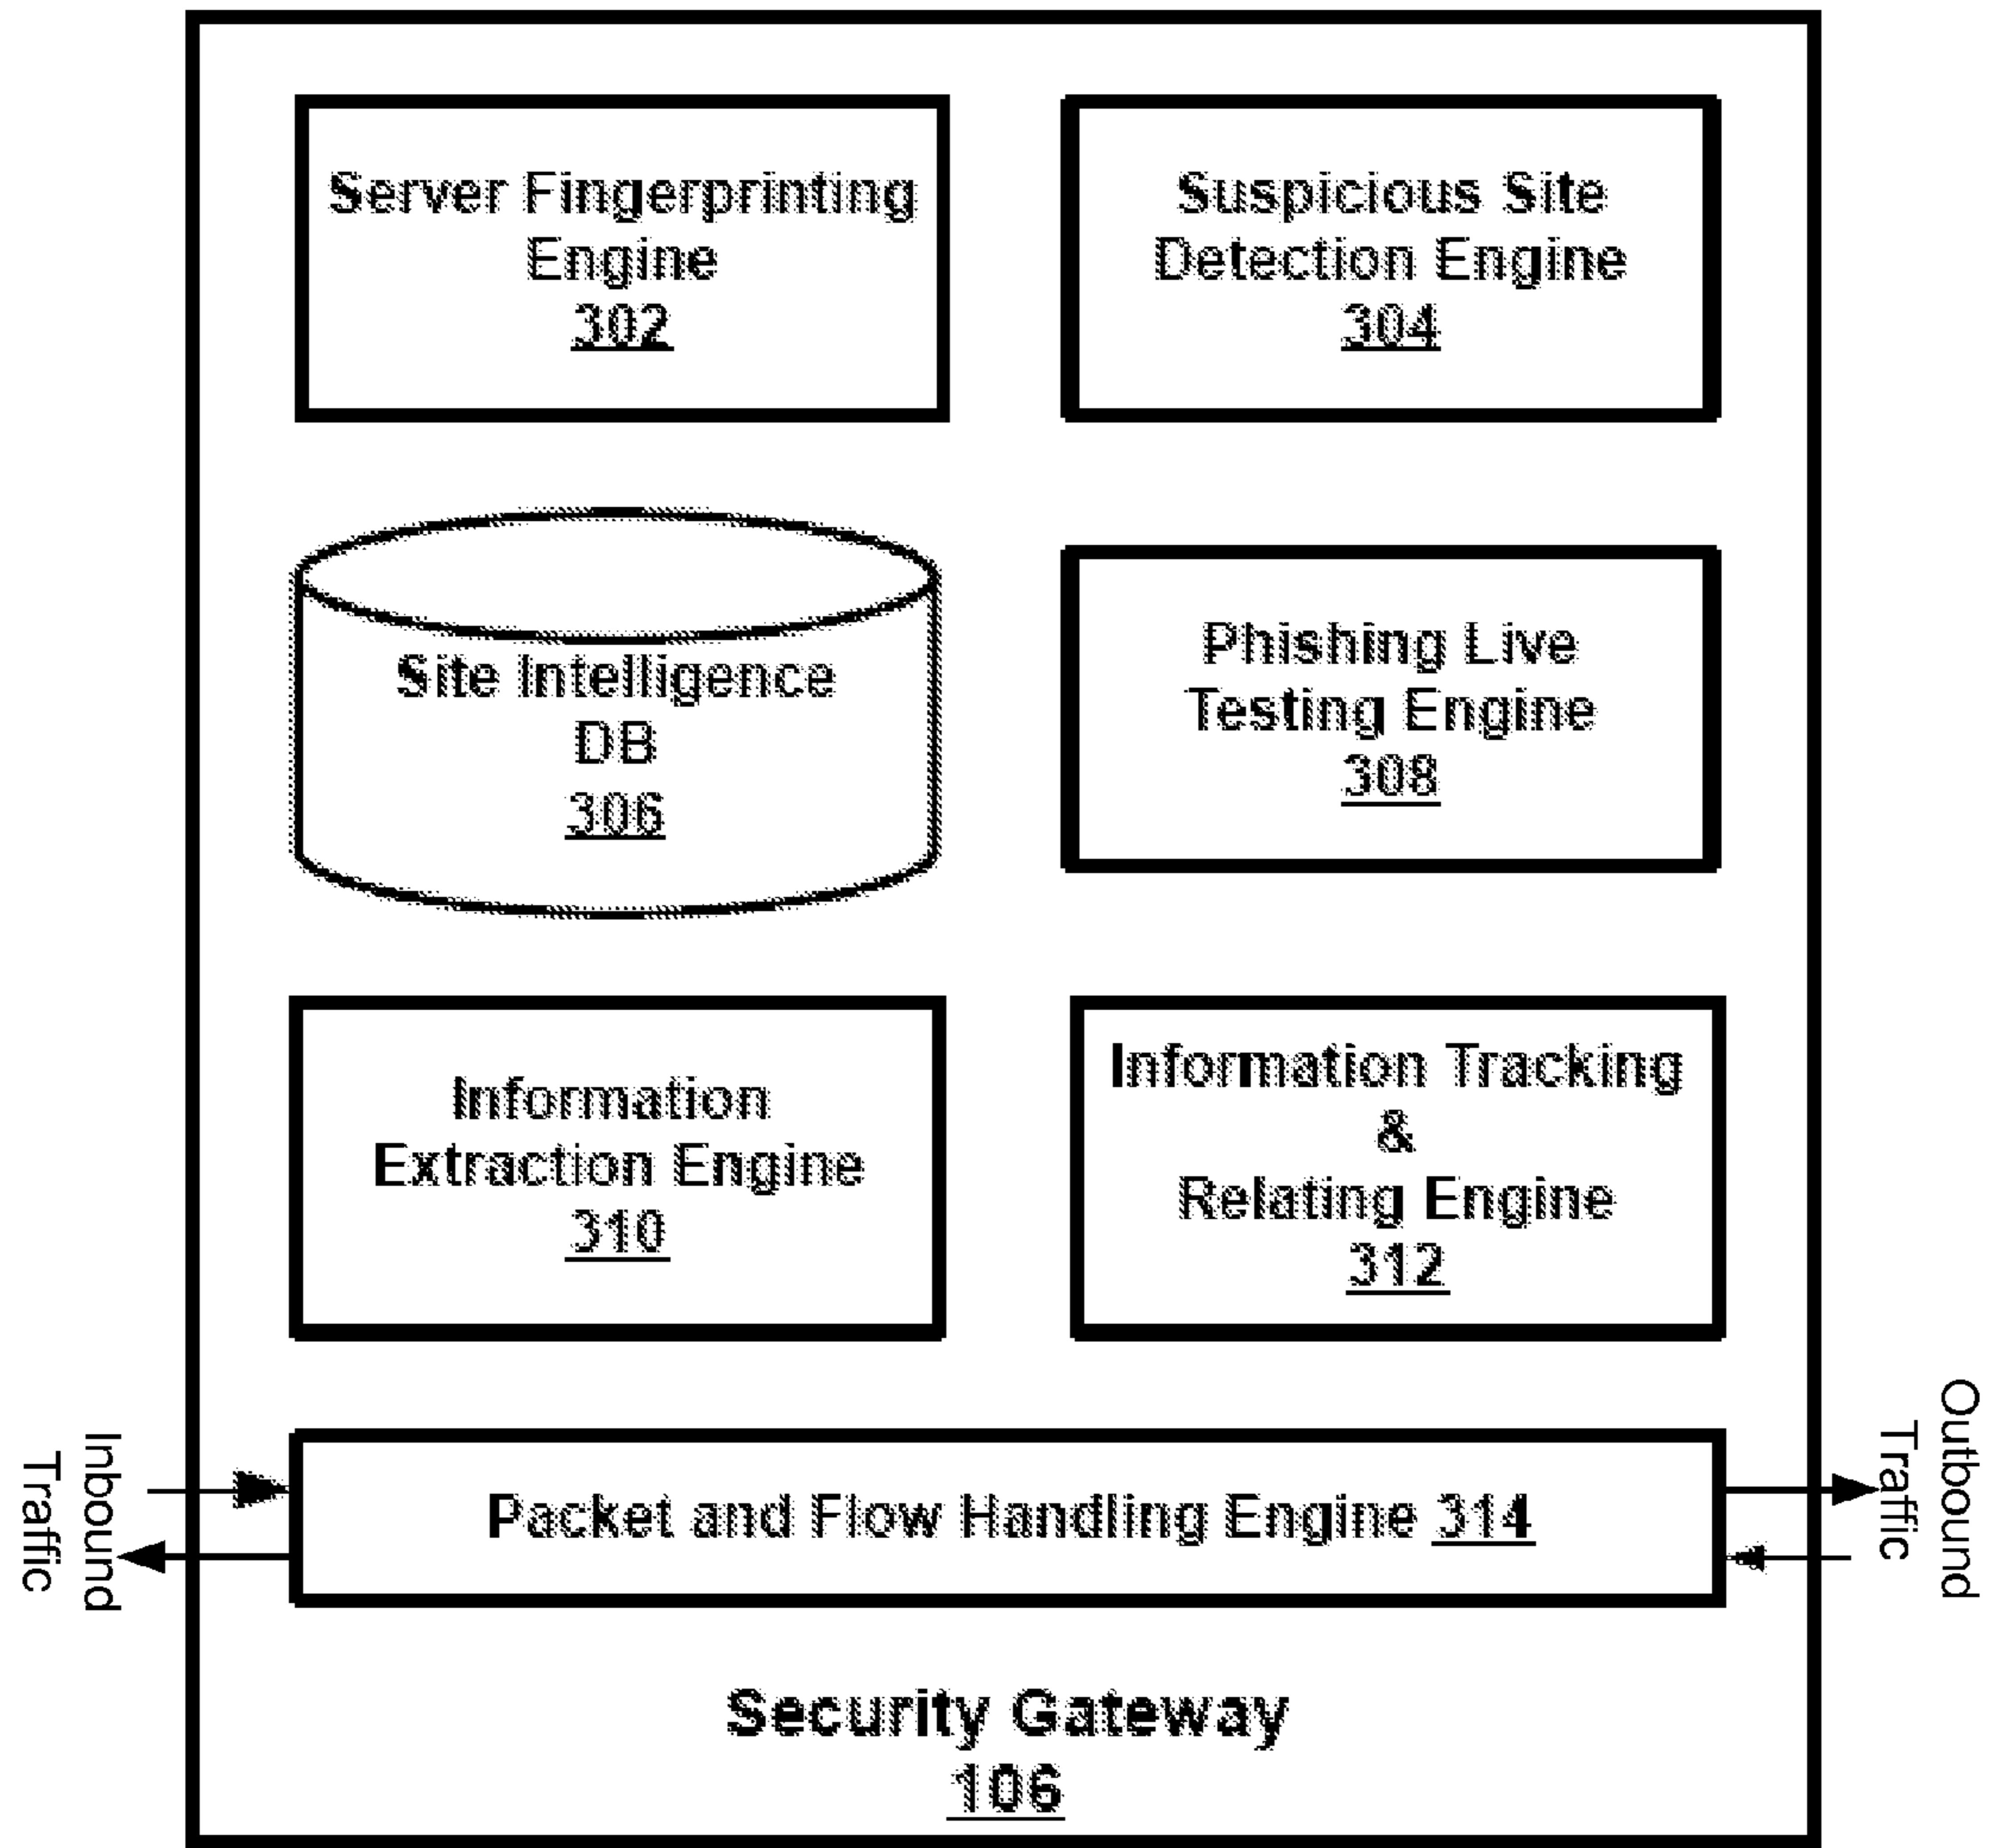 Server Fingerprinting
Engine
302
Suspicious Site
Detection Engine
304
Site Intelligence
DB
306
Phishing Live
Testing Engine
308
Information
Extraction Engine
310
Information Tracking
&
Relating Engine
312
Inbound
Traffic
Packet and Flow Handling Engine 314
Outbound
Traffic
Security Gateway
106